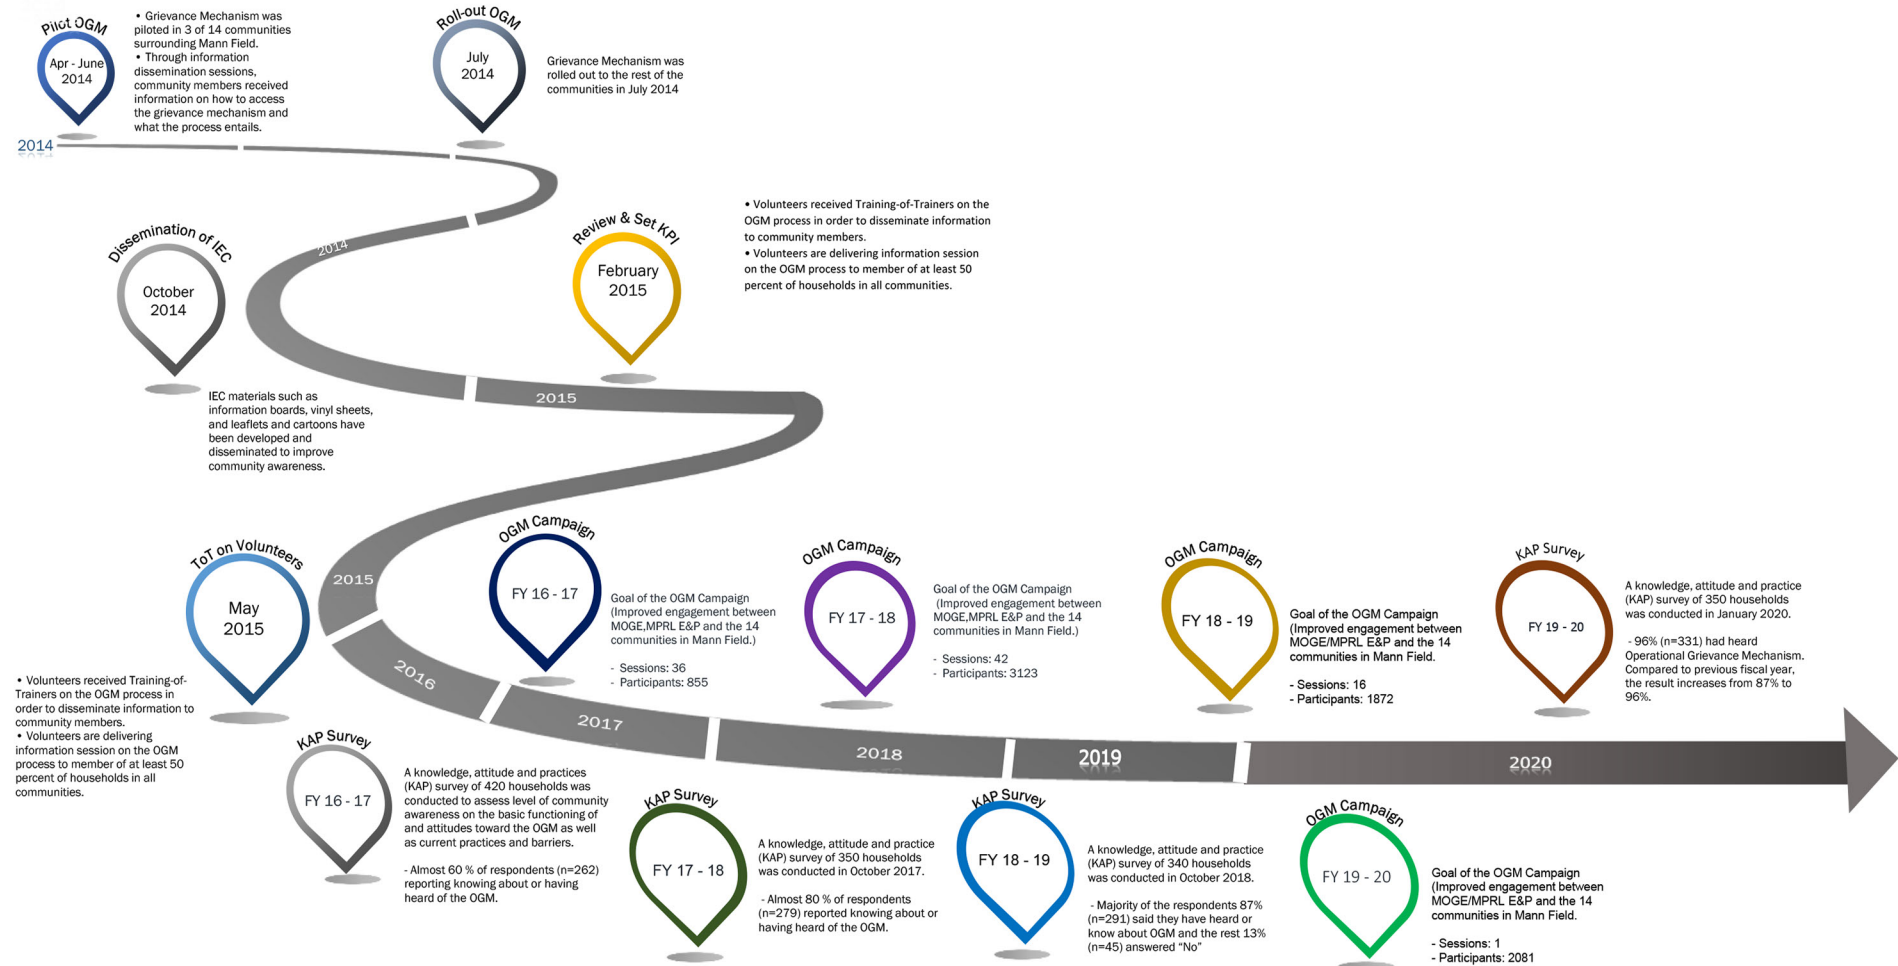 Pilot OGM
Apr - June
2014
• Grievance Mechanism was
piloted in 3 of 14 communities
surrounding Mann Field.
• Through information
dissemination sessions,
community members received
information on how to access
the grievance mechanism and
what the process entails.
Roll-out OGM
July
2014
Grievance Mechanism was
rolled out to the rest of the
communities in July 2014
2014
2014
Dissemination of IEC
October
2014
IEC materials such as
information boards, vinyl sheets,
and leaflets and cartoons have
been developed and
disseminated to improve
community awareness.
Review & Set KPI
February
2015
• Volunteers received Training-of-Trainers on the
OGM process in order to disseminate information
to community members.
• Volunteers are delivering information session
on the OGM process to member of at least 50
percent of households in all communities.
2015
2015
ToT on Volunteers
May
2015
• Volunteers received Training-of-
Trainers on the OGM process in
order to disseminate information to
community members.
• Volunteers are delivering
information session on the OGM
process to member of at least 50
percent of households in all
communities.
2016
OGM Campaign
FY 16 - 17
Goal of the OGM Campaign
(Improved engagement between
MOGE,MPRL E&P and the 14
communities in Mann Field.)
- Sessions: 36
- Participants: 855
OGM Campaign
FY 17 - 18
Goal of the OGM Campaign
(Improved engagement between
MOGE,MPRL E&P and the 14
communities in Mann Field.)
- Sessions: 42
- Participants: 3123
OGM Campaign
FY 18 - 19
Goal of the OGM Campaign
(Improved engagement between
MOGE/MPRL E&P and the 14
communities in Mann Field.
- Sessions: 16
- Participants: 1872
KAP Survey
FY 19 - 20
A knowledge, attitude and practice
(KAP) survey of 350 households
was conducted in January 2020.
- 96% (n=331) had heard
Operational Grievance Mechanism.
Compared to previous fiscal year,
the result increases from 87% to
96%.
2017
2018
2019
2020
KAP Survey
FY 16 - 17
A knowledge, attitude and practices
(KAP) survey of 420 households was
conducted to assess level of community
awareness on the basic functioning of
and attitudes toward the OGM as well
as current practices and barriers.
- Almost 60 % of respondents (n=262)
reporting knowing about or having
heard of the OGM.
KAP Survey
FY 17 - 18
A knowledge, attitude and practice
(KAP) survey of 350 households
was conducted in October 2017.
- Almost 80 % of respondents
(n=279) reported knowing about or
having heard of the OGM.
KAP Survey
FY 18 - 19
A knowledge, attitude and practice
(KAP) survey of 340 households
was conducted in October 2018.
- Majority of the respondents 87%
(n=291) said they have heard or
know about OGM and the rest 13%
(n=45) answered “No”
OGM Campaign
FY 19 - 20
Goal of the OGM Campaign
(Improved engagement between
MOGE/MPRL E&P and the 14
communities in Mann Field.
- Sessions: 1
- Participants: 2081